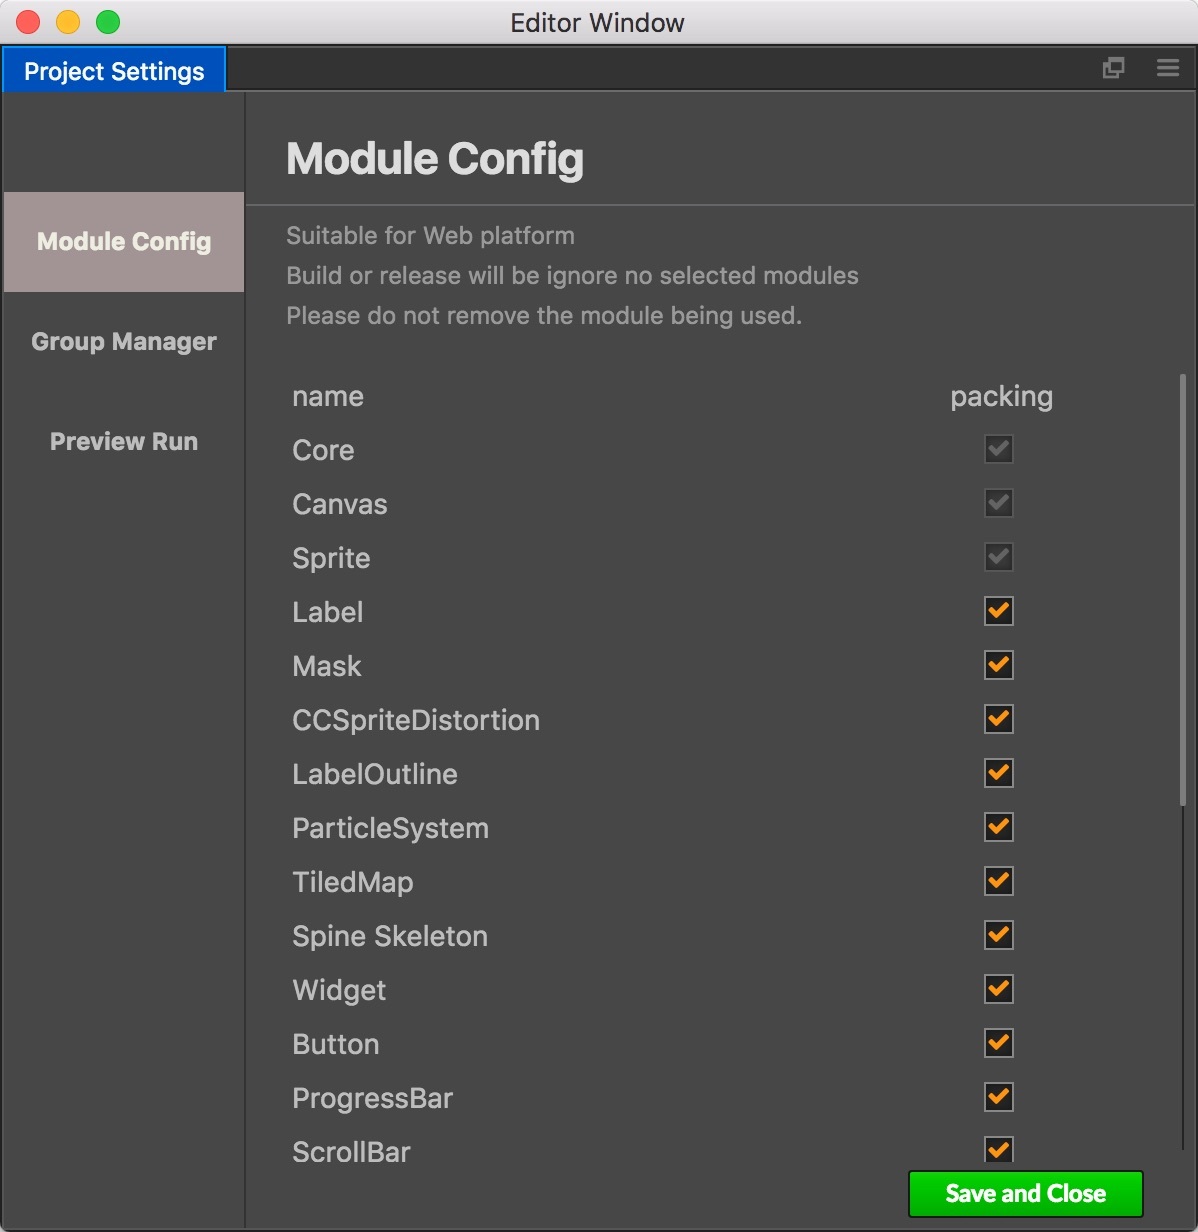 Editor Window
Project Settings
Module Config
Group Manager
Preview Run
Module Config
Suitable for Web platform
Build or release will be ignore no selected modules
Please do not remove the module being used.
name packing
Core
Canvas
Sprite
Label
Mask
CCSpriteDistortion
LabelOutline
ParticleSystem
TiledMap
Spine Skeleton
Widget
Button
ProgressBar
ScrollBar
Save and Close